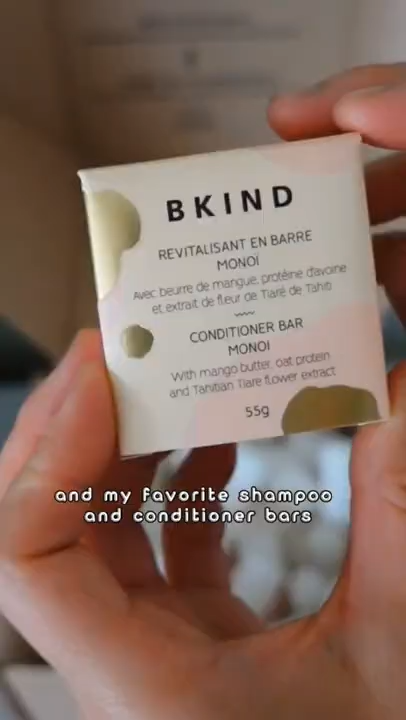 BKIND
REVITALISANT EN BARRE
MONOÏ
Avec beurre de mangue, protéine d'avoine
et extrait de fleur de Tiaré de Tahiti
CONDITIONER BAR
MONOI
With mango butter, oat protein
and Tahitian Tiare flower extract
55g
and my favorite shampoo
and conditioner bars